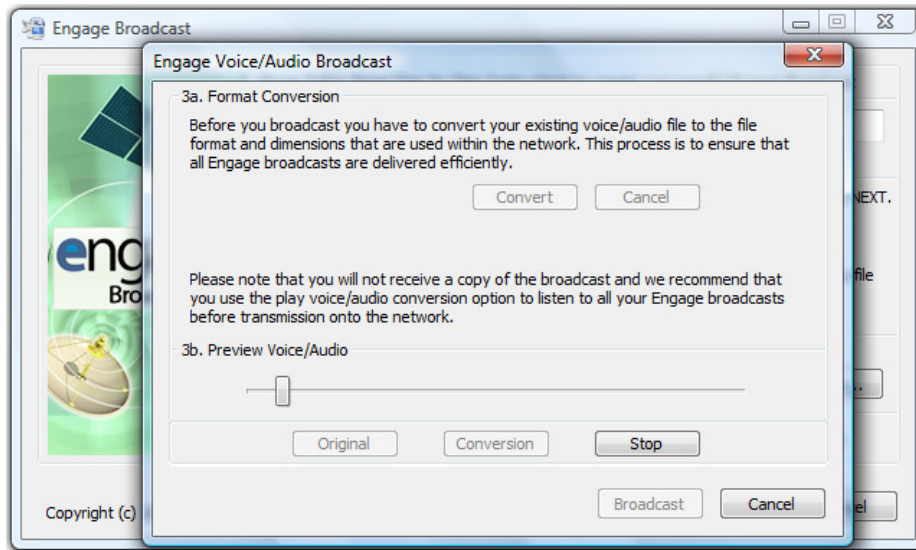 Engage Broadcast
Engage Voice/Audio Broadcast
3a. Format Conversion
Before you broadcast you have to convert your existing voice/audio file to the file
format and dimensions that are used within the network. This process is to ensure that
all Engage broadcasts are delivered efficiently.
Convert Cancel
NEXT.
eng
Bro
file
Please note that you will not receive a copy of the broadcast and we recommend that
you use the play voice/audio conversion option to listen to all your Engage broadcasts
before transmission onto the network.
3b. Preview Voice/Audio
Original Conversion Stop
Broadcast Cancel
Copyright (c)
el